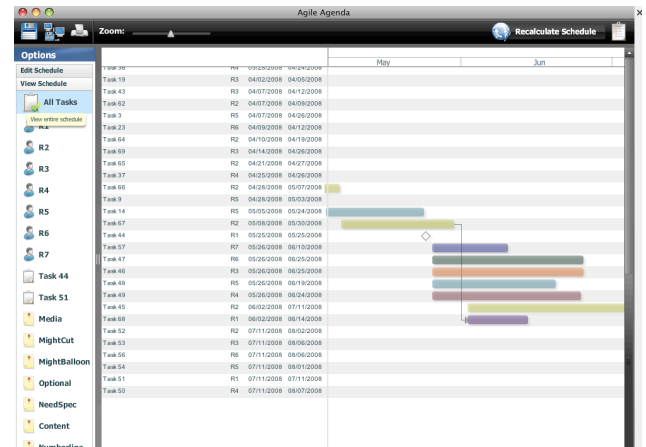 Agile Agenda
Zoom:
Recalculate Schedule
Options
Edit Schedule
View Schedule
All Tasks
View entire schedule
R1
R2
R3
R4
R5
R6
R7
Task 44
Task 51
Media
MightCut
MightBalloon
Optional
NeedSpec
Content
Numberline
May Jun
Task 36 R4 03/28/2008 04/24/2008
Task 19 R3 04/02/2008 04/05/2008
Task 43 R3 04/07/2008 04/12/2008
Task 62 R2 04/07/2008 04/09/2008
Task 3 R5 04/07/2008 04/26/2008
Task 23 R6 04/09/2008 04/12/2008
Task 64 R2 04/10/2008 04/19/2008
Task 69 R3 04/14/2008 04/26/2008
Task 65 R2 04/21/2008 04/27/2008
Task 37 R4 04/25/2008 04/26/2008
Task 66 R2 04/28/2008 05/07/2008
Task 9 R5 04/28/2008 05/03/2008
Task 14 R5 05/05/2008 05/24/2008
Task 67 R2 05/08/2008 05/30/2008
Task 44 R1 05/25/2008 05/25/2008
Task 57 R7 05/26/2008 06/10/2008
Task 47 R6 05/26/2008 06/25/2008
Task 46 R3 05/26/2008 06/25/2008
Task 48 R5 05/26/2008 06/19/2008
Task 49 R4 05/26/2008 06/24/2008
Task 45 R2 06/02/2008 07/11/2008
Task 68 R1 06/02/2008 06/14/2008
Task 52 R2 07/11/2008 08/02/2008
Task 53 R3 07/11/2008 08/06/2008
Task 56 R6 07/11/2008 08/06/2008
Task 54 R5 07/11/2008 08/01/2008
Task 51 R1 07/11/2008 07/11/2008
Task 50 R4 07/11/2008 08/07/2008